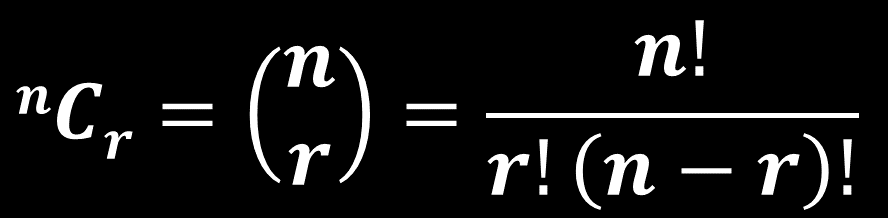 ⁿCᵣ = (n r) = n! / r! (n − r)!